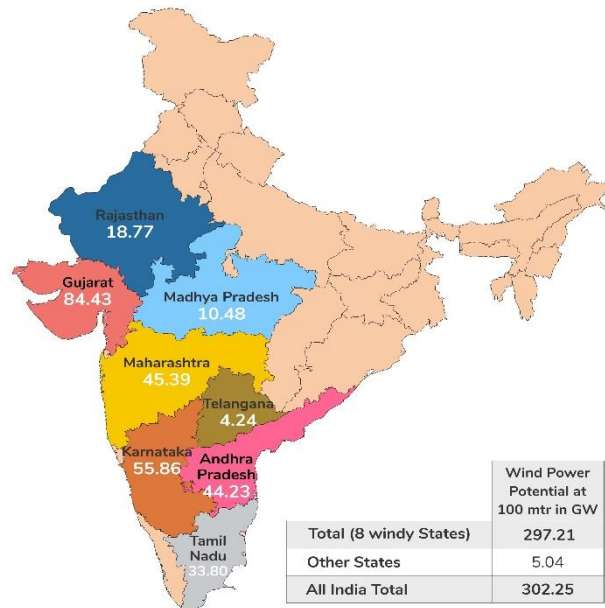 Rajasthan
18.77
Gujarat
84.43
Madhya Pradesh
10.48
Maharashtra
45.39
Telangana
4.24
Karnataka
55.86
Andhra
Pradesh
44.23
Tamil
Nadu
33.80
Wind Power
Potential at
100 mtr in GW
Total (8 windy States) 297.21
Other States 5.04
All India Total 302.25